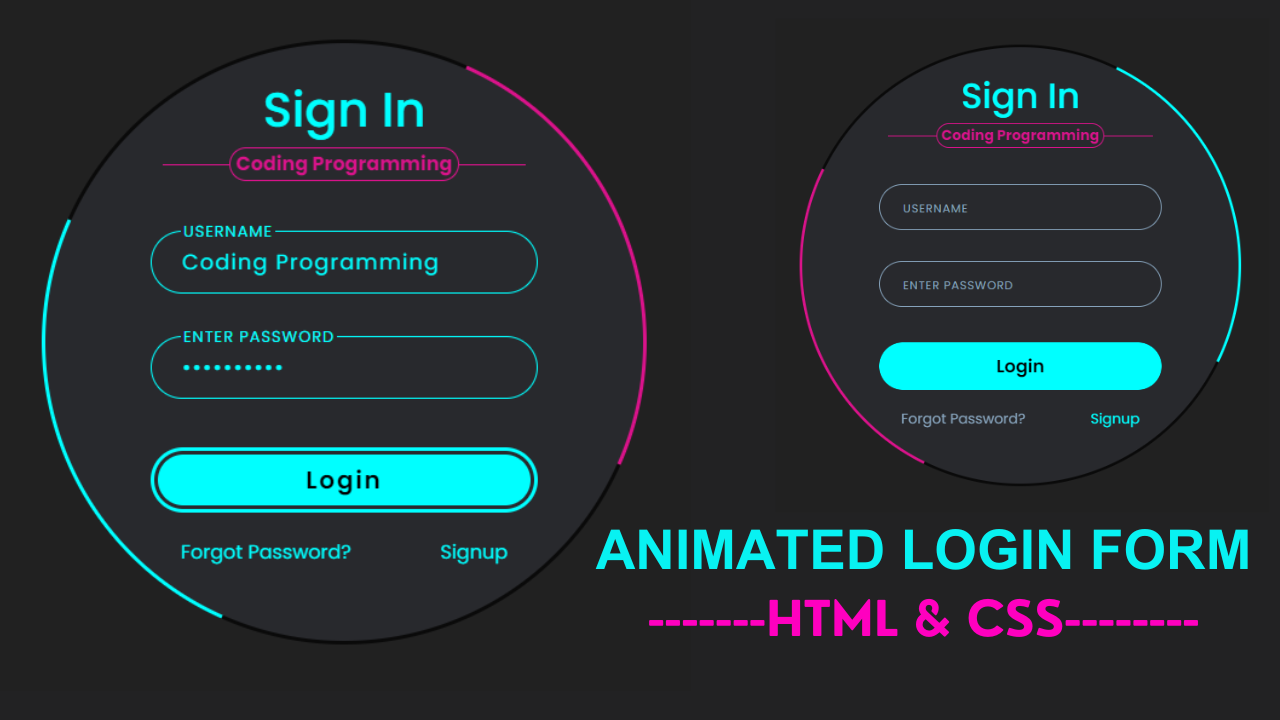 Sign In
Coding Programming
USERNAME
Coding Programming
ENTER PASSWORD
••••••••••
Login
Forgot Password? Signup
Sign In
Coding Programming
USERNAME
ENTER PASSWORD
Login
Forgot Password? Signup
ANIMATED LOGIN FORM
-------HTML & CSS--------